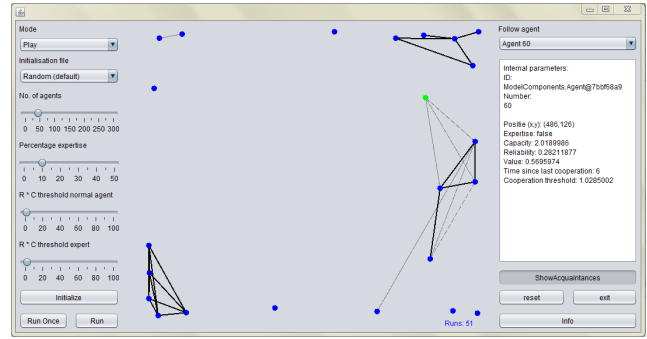 Mode
Play
Initialisation file
Random (default)
No. of agents
0 50 100 150 200 250 300
Percentage expertise
0 10 20 30 40 50
R * C threshold normal agent
0 20 40 60 80 100
R * C threshold expert
0 20 40 60 80 100
Initialize
Run Once Run
Runs: 51
Follow agent
Agent 60
Internal parameters:
ID:
ModelComponents.Agent@7bbf68a9
Number:
60
Positie (x,y): (486,126)
Expertise: false
Capacity: 2.0189986
Reliability: 0.28211877
Value: 0.5695974
Time since last cooperation: 6
Cooperation threshold: 1.0285002
ShowAcquaintances
reset exit
Info